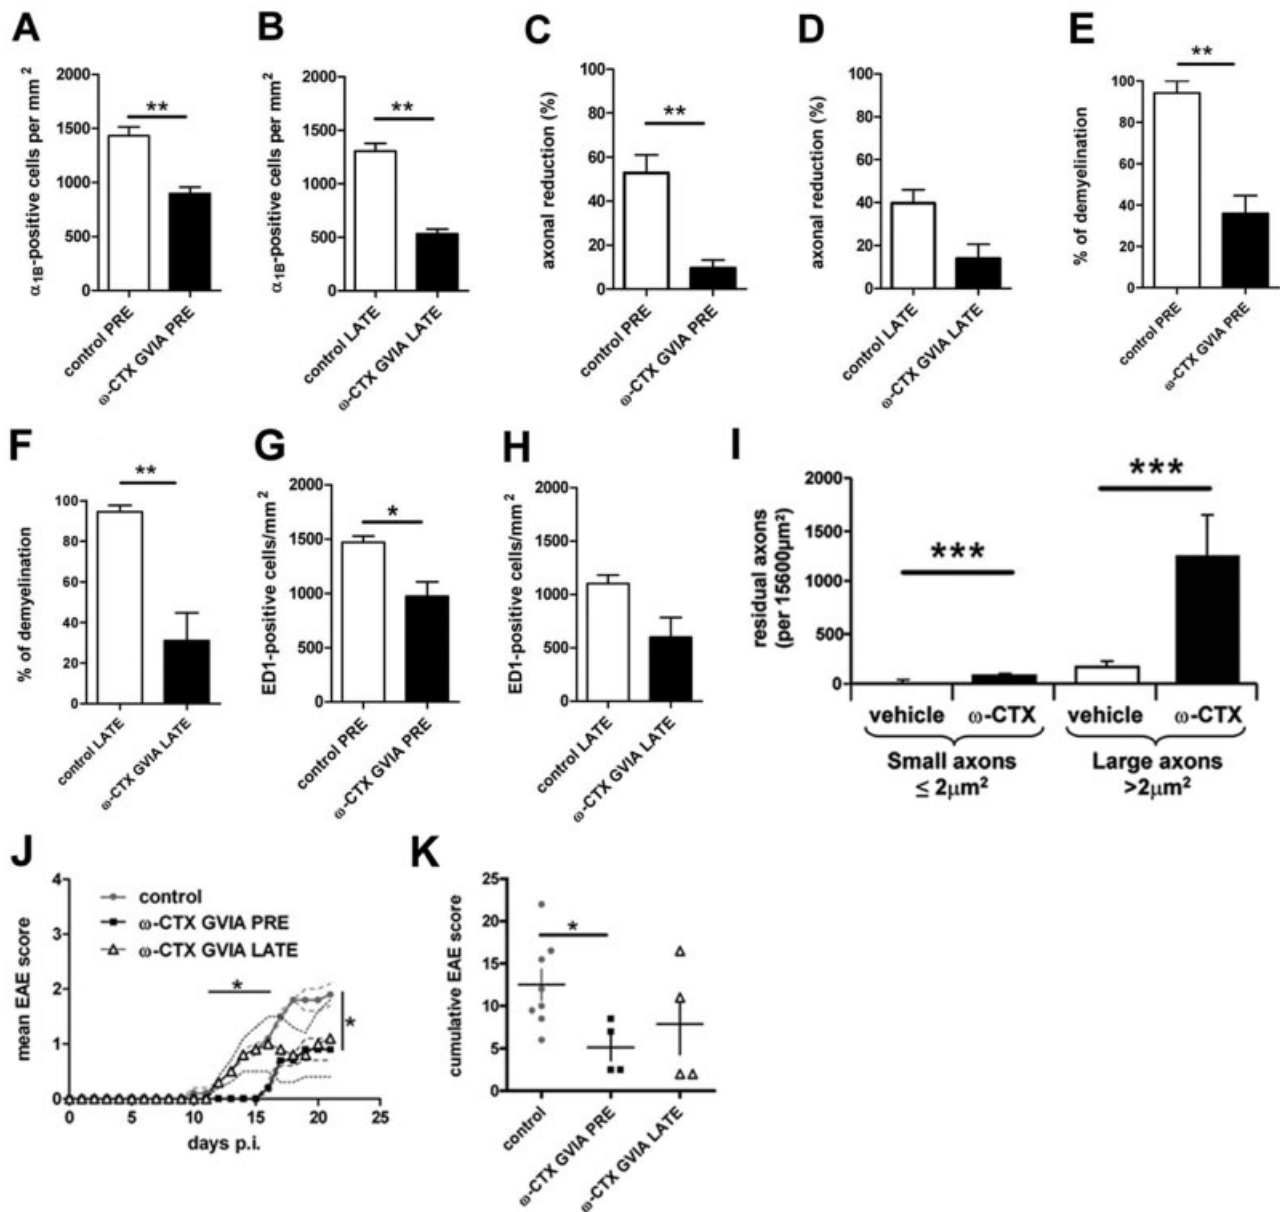 A
α1B-positive cells per mm²
2000
1500
1000
500
0
**
control PRE
ω-CTX GVIA PRE
B
α1B-positive cells per mm²
2000
1500
1000
500
0
**
control LATE
ω-CTX GVIA LATE
C
axonal reduction (%)
100
80
60
40
20
0
**
control PRE
ω-CTX GVIA PRE
D
axonal reduction (%)
100
80
60
40
20
0
control LATE
ω-CTX GVIA LATE
E
% of demyelination
100
80
60
40
20
0
**
control PRE
ω-CTX GVIA PRE
F
% of demyelination
100
80
60
40
20
0
**
control LATE
ω-CTX GVIA LATE
G
ED1-positive cells/mm²
2000
1500
1000
500
0
*
control PRE
ω-CTX GVIA PRE
H
ED1-positive cells/mm²
2000
1500
1000
500
0
control LATE
ω-CTX GVIA LATE
I
residual axons
(per 15600µm²)
2000
1500
1000
500
0
***
***
vehicle ω-CTX vehicle ω-CTX
Small axons
≤ 2µm²
Large axons
>2µm²
J
mean EAE score
4
3
2
1
0
control
ω-CTX GVIA PRE
ω-CTX GVIA LATE
*
*
0 5 10 15 20 25
days p.i.
K
cumulative EAE score
25
20
15
10
5
0
*
control
ω-CTX GVIA PRE
ω-CTX GVIA LATE